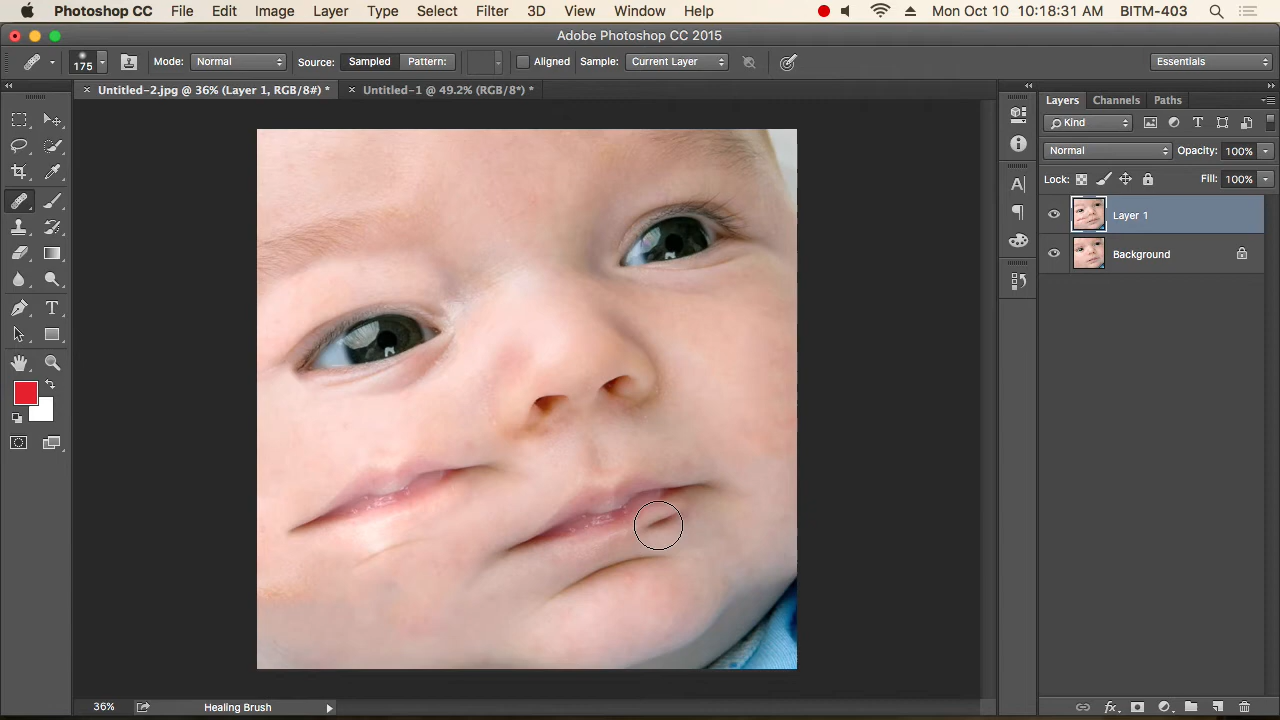 Photoshop CC File Edit Image Layer Type Select Filter 3D View Window Help Mon Oct 10 10:18:31 AM BITM-403
Adobe Photoshop CC 2015
175 Mode: Normal Source: Sampled Pattern: Aligned Sample: Current Layer Essentials
Untitled-2.jpg @ 36% (Layer 1, RGB/8#) * Untitled-1 @ 49.2% (RGB/8*) *
Layers Channels Paths
Kind
Normal Opacity: 100%
Lock: Fill: 100%
Layer 1
Background
36% Healing Brush